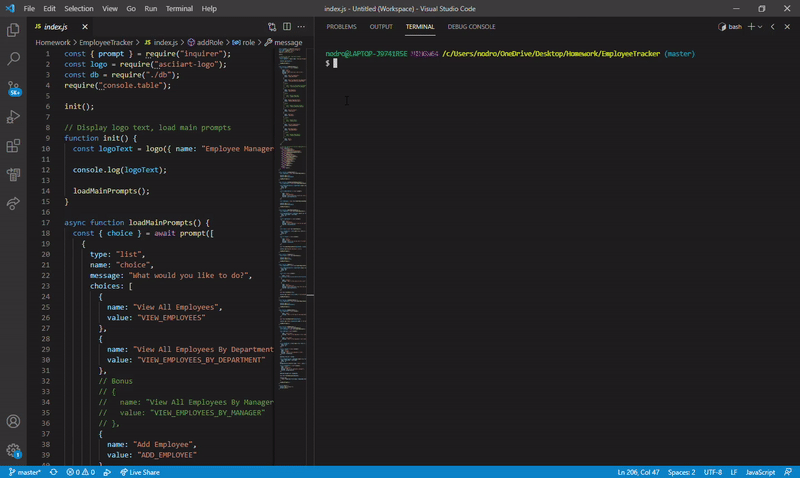 File Edit Selection View Go Run Terminal Help
index.js - Untitled (Workspace) - Visual Studio Code
index.js
Homework > EmployeeTracker > index.js > addRole > role > message
1 const { prompt } = require("inquirer");
2 const logo = require("asciiart-logo");
3 const db = require("./db");
4 require("console.table");
5
6 init();
7
8 // Display logo text, load main prompts
9 function init() {
10 const logoText = logo({ name: "Employee Manager
11
12 console.log(logoText);
13
14 loadMainPrompts();
15 }
16
17 async function loadMainPrompts() {
18 const { choice } = await prompt([
19 {
20 type: "list",
21 name: "choice",
22 message: "What would you like to do?",
23 choices: [
24 {
25 name: "View All Employees",
26 value: "VIEW_EMPLOYEES"
27 },
28 {
29 name: "View All Employees By Department
30 value: "VIEW_EMPLOYEES_BY_DEPARTMENT"
31 },
32 // Bonus
33 // {
34 // name: "View All Employees By Manager
35 // value: "VIEW_EMPLOYEES_BY_MANAGER"
36 // },
37 {
38 name: "Add Employee",
39 value: "ADD_EMPLOYEE"
40 },
PROBLEMS OUTPUT TERMINAL DEBUG CONSOLE
bash
nodro@LAPTOP-J9741RSE MINGW64 /c/Users/nodro/OneDrive/Desktop/Homework/EmployeeTracker (master)
$
5K+
1
master* 0 0 Live Share
Ln 206, Col 47 Spaces: 2 UTF-8 LF JavaScript